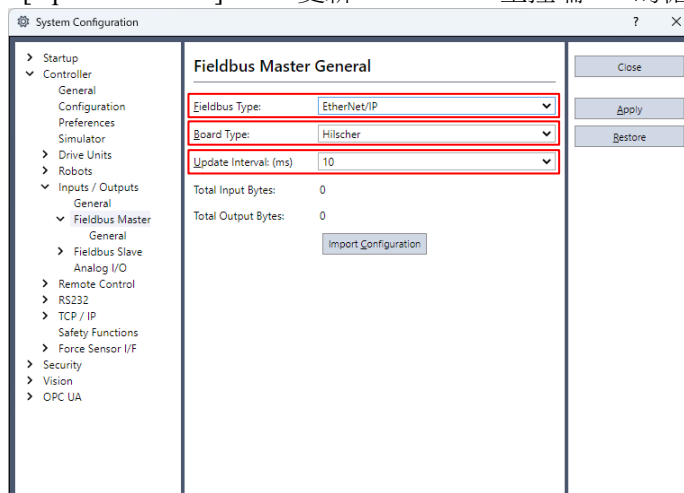 System Configuration
? ×
Startup
Controller
General
Configuration
Preferences
Simulator
Drive Units
Robots
Inputs / Outputs
General
Fieldbus Master
General
Fieldbus Slave
Analog I/O
Remote Control
RS232
TCP / IP
Safety Functions
Force Sensor I/F
Security
Vision
OPC UA
Fieldbus Master General
Fieldbus Type: EtherNet/IP
Board Type: Hilscher
Update Interval: (ms) 10
Total Input Bytes: 0
Total Output Bytes: 0
Import Configuration
Close
Apply
Restore